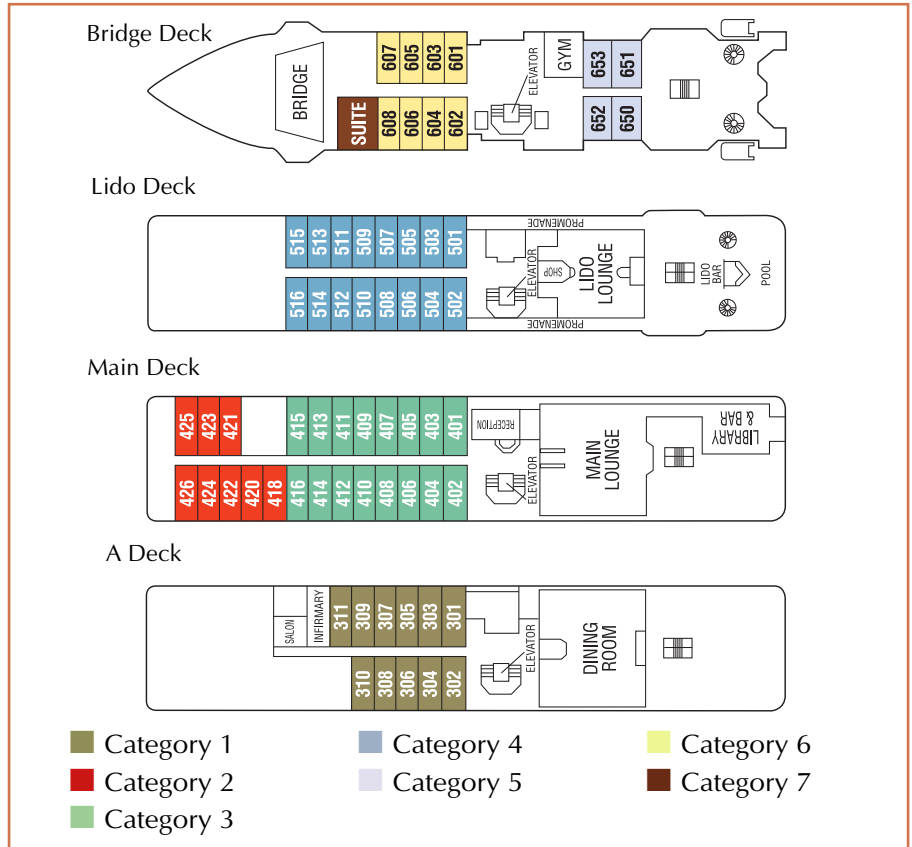 Bridge Deck
BRIDGE
607 605 603 601
SUITE 608 606 604 602
ELEVATOR
GYM
653 651
652 650
Lido Deck
515 513 511 509 507 505 503 501
516 514 512 510 508 506 504 502
PROMENADE
ELEVATOR
SHOP
LIDO
LOUNGE
PROMENADE
LIDO
BAR
POOL
Main Deck
425 423 421 415 413 411 409 407 405 403 401
426 424 422 420 418 416 414 412 410 408 406 404 402
RECEPTION
ELEVATOR
MAIN
LOUNGE
LIBRARY
& BAR
A Deck
SALON
INFIRMARY
311 309 307 305 303 301
310 308 306 304 302
ELEVATOR
DINING
ROOM
Category 1
Category 2
Category 3
Category 4
Category 5
Category 6
Category 7